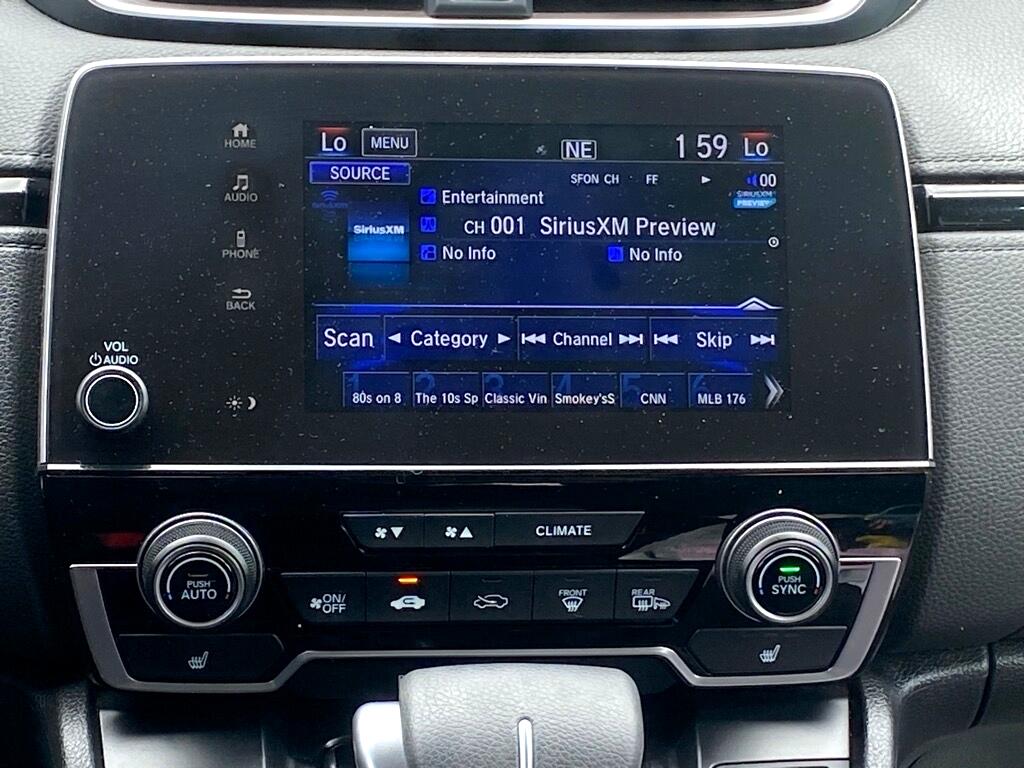 HOME
AUDIO
PHONE
BACK
VOL
AUDIO
Lo MENU NE 1 59 Lo
SOURCE SFON CH FF 00
SIRIUSXM
PREVIEW
SiriusXM
Entertainment
CH 001 SiriusXM Preview
No Info No Info
Scan Category Channel Skip
1 2 3 4 5 6
80s on 8 The 10s Sp Classic Vin Smokey'sS CNN MLB 176
CLIMATE
PUSH
AUTO
ON/
OFF
FRONT
REAR
PUSH
SYNC